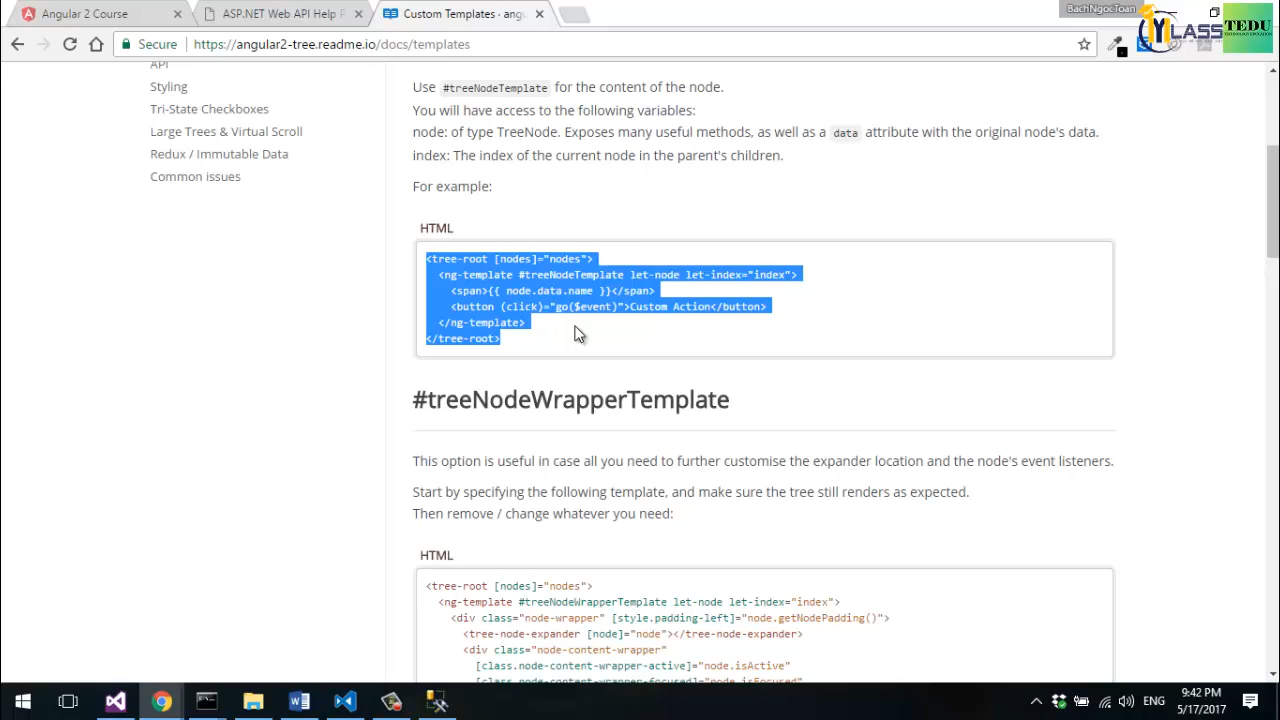 Angular 2 Course
ASP.NET Web API Help P
Custom Templates - angu
BachNgocToan
Secure
https://angular2-tree.readme.io/docs/templates
LASS TEDU
API
Styling
Tri-State Checkboxes
Large Trees & Virtual Scroll
Redux / Immutable Data
Common issues
Use #treeNodeTemplate for the content of the node.
You will have access to the following variables:
node: of type TreeNode. Exposes many useful methods, as well as a data attribute with the original node's data.
index: The index of the current node in the parent's children.
For example:
HTML
<tree-root [nodes]="nodes">
<ng-template #treeNodeTemplate let-node let-index="index">
<span>{{ node.data.name }}</span>
<button (click)="go($event)">Custom Action</button>
</ng-template>
</tree-root>
#treeNodeWrapperTemplate
This option is useful in case all you need to further customise the expander location and the node's event listeners.
Start by specifying the following template, and make sure the tree still renders as expected.
Then remove / change whatever you need:
HTML
<tree-root [nodes]="nodes">
<ng-template #treeNodeWrapperTemplate let-node let-index="index">
<div class="node-wrapper" [style.padding-left]="node.getNodePadding()">
<tree-node-expander [node]="node"></tree-node-expander>
<div class="node-content-wrapper"
[class.node-content-wrapper-active]="node.isActive"
[class.node-content-wrapper-focused]="node.isFocused"
ENG
9:42 PM
5/17/2017